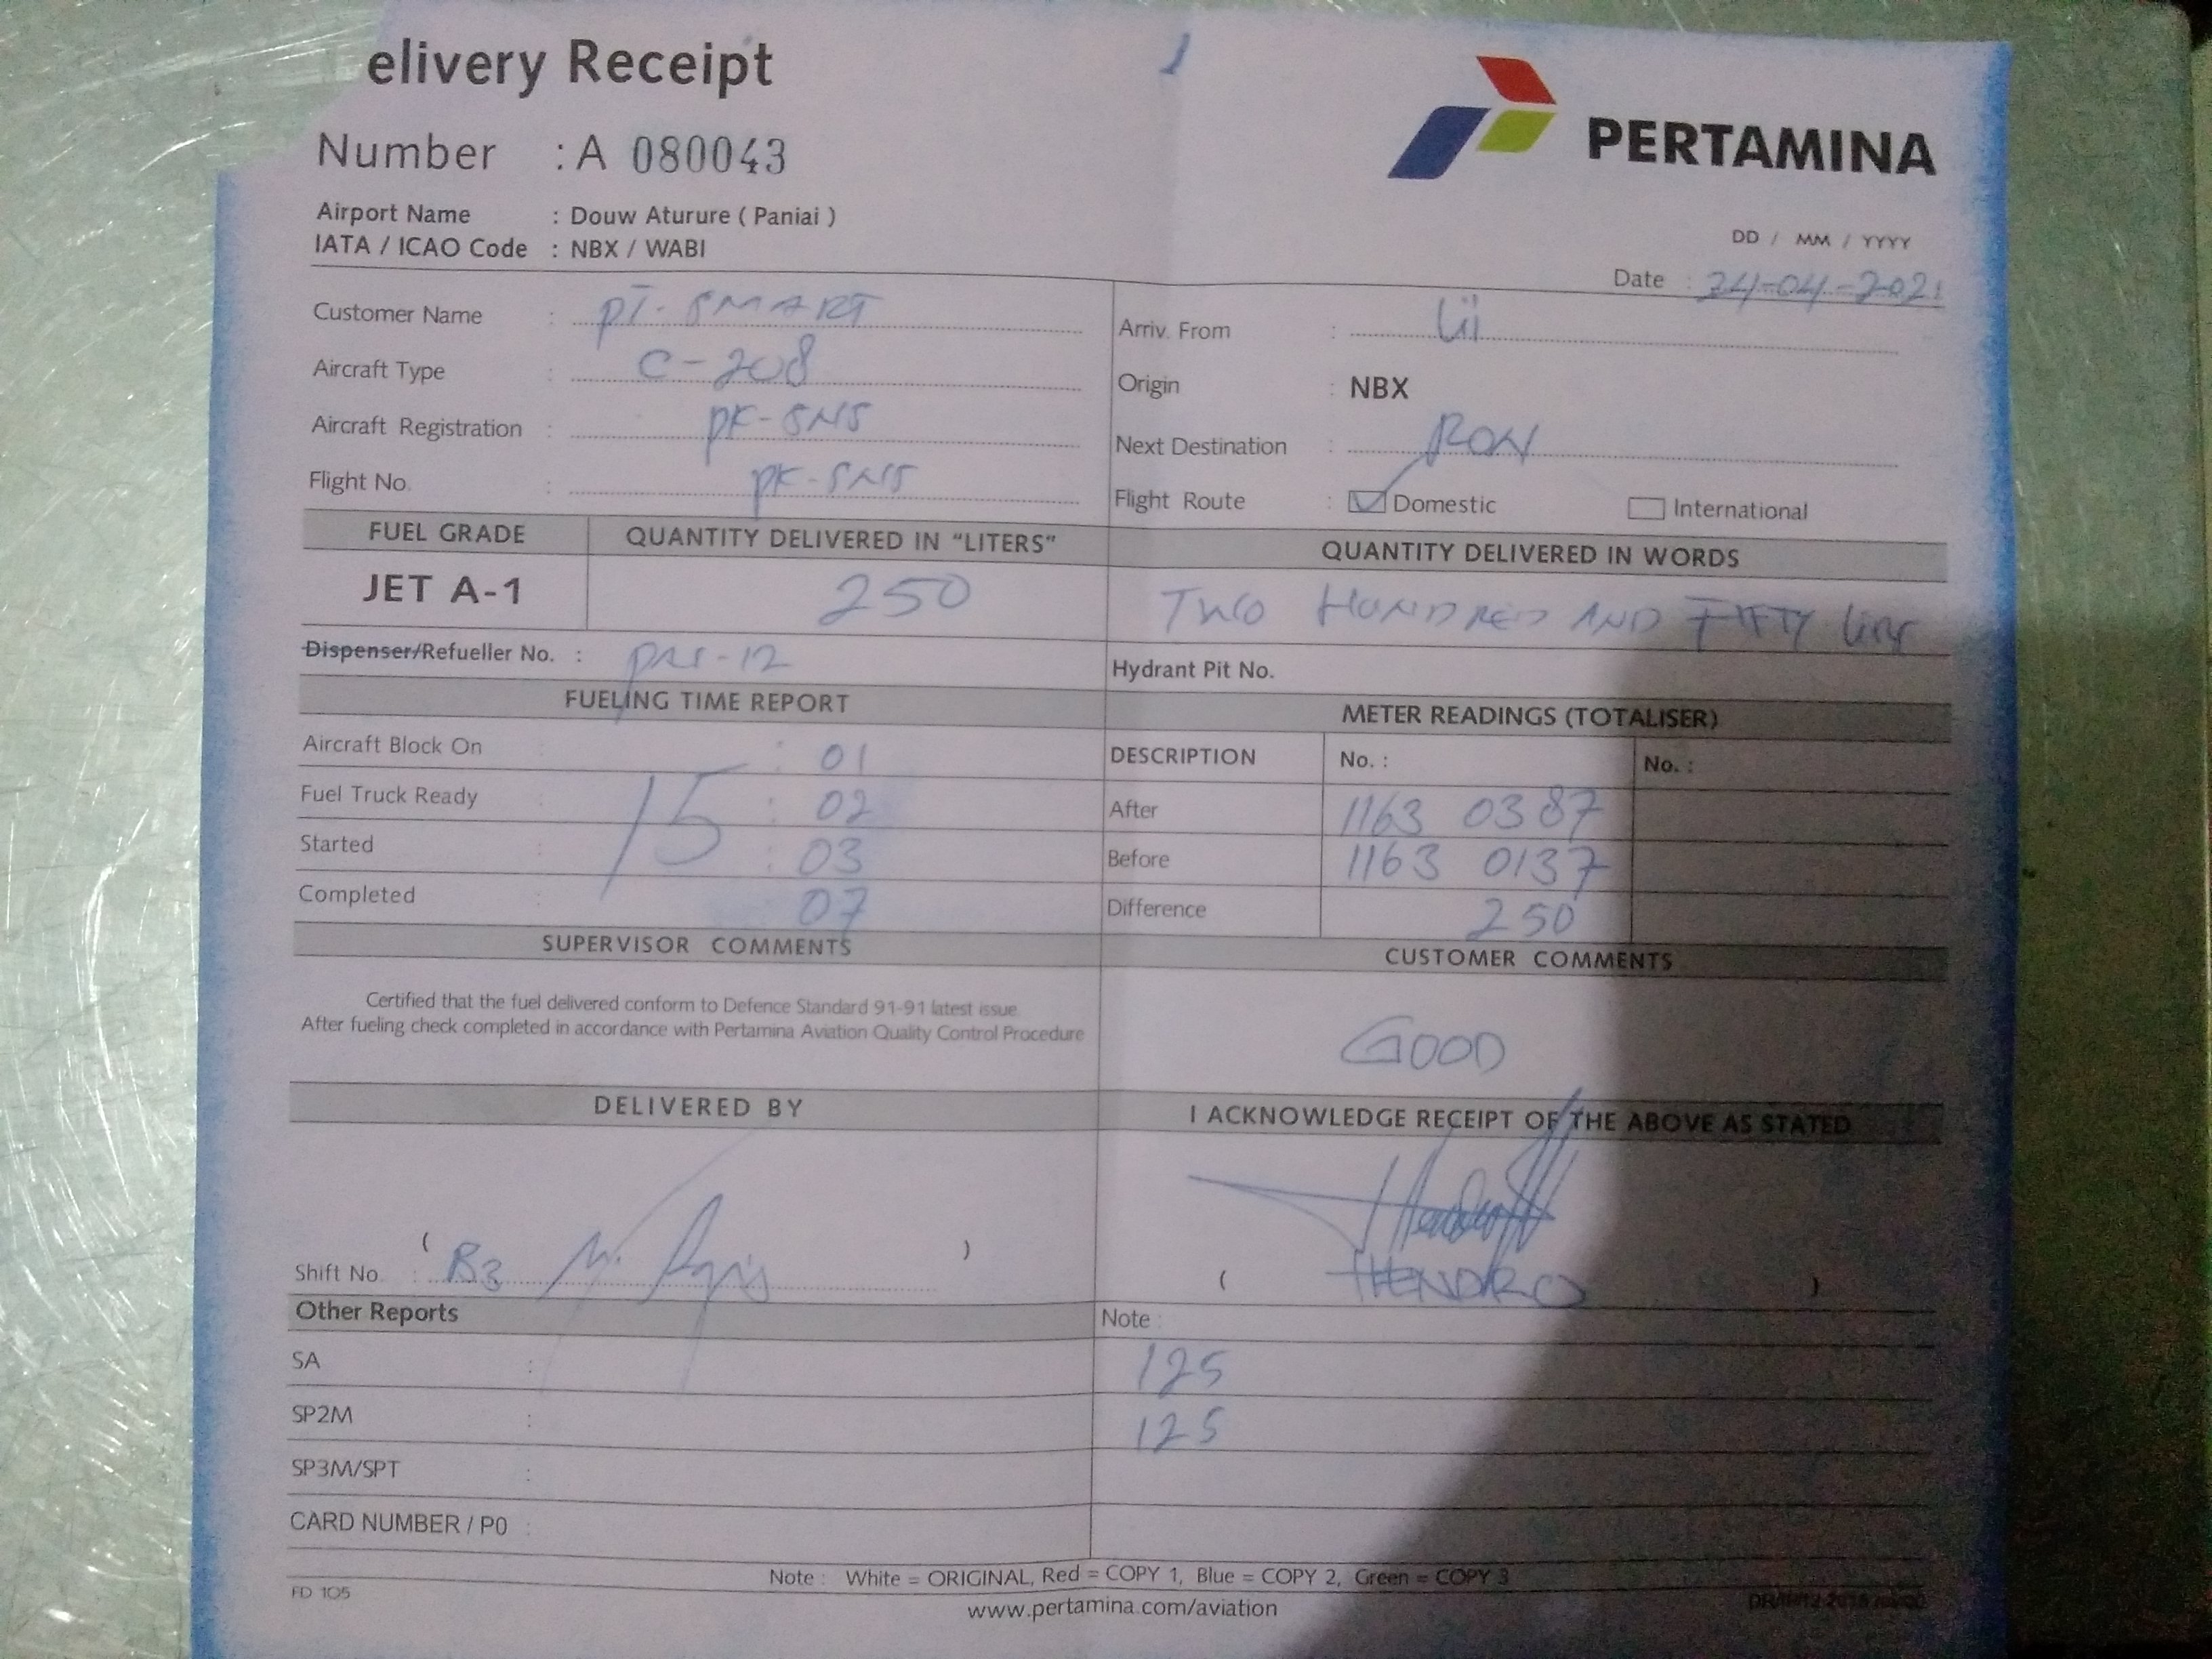 elivery Receipt
PERTAMINA
Number : A 080043
Airport Name : Douw Aturure ( Paniai )
IATA / ICAO Code : NBX / WABI
DD / MM / YYYY
Date : 24-04-2021
Customer Name : PT. SMART
Arriv. From :
Aircraft Type : C-208
Origin : NBX
Aircraft Registration : PK-SNS
Next Destination : RON
Flight No. : PK-SNS
Flight Route : Domestic International
FUEL GRADE QUANTITY DELIVERED IN "LITERS" QUANTITY DELIVERED IN WORDS
JET A-1 250 TWO HUNDRED AND FIFTY
Dispenser/Refueller No. :
Hydrant Pit No.
FUELING TIME REPORT METER READINGS (TOTALISER)
Aircraft Block On : : 01
DESCRIPTION No. : No. :
Fuel Truck Ready : 15 : 02
After 1163 0387
Started : : 03
Before 1163 0137
Completed : 07
Difference 250
SUPERVISOR COMMENTS CUSTOMER COMMENTS
Certified that the fuel delivered conform to Defence Standard 91-91 latest issue
After fueling check completed in accordance with Pertamina Aviation Quality Control Procedure
GOOD
DELIVERED BY I ACKNOWLEDGE RECEIPT OF THE ABOVE AS STATED
( )
Shift No :
( HENDRO )
Other Reports Note :
SA : 125
SP2M : 125
SP3M/SPT :
CARD NUMBER / P0 :
Note : White = ORIGINAL, Red = COPY 1, Blue = COPY 2, Green = COPY 3
FD 105
www.pertamina.com/aviation